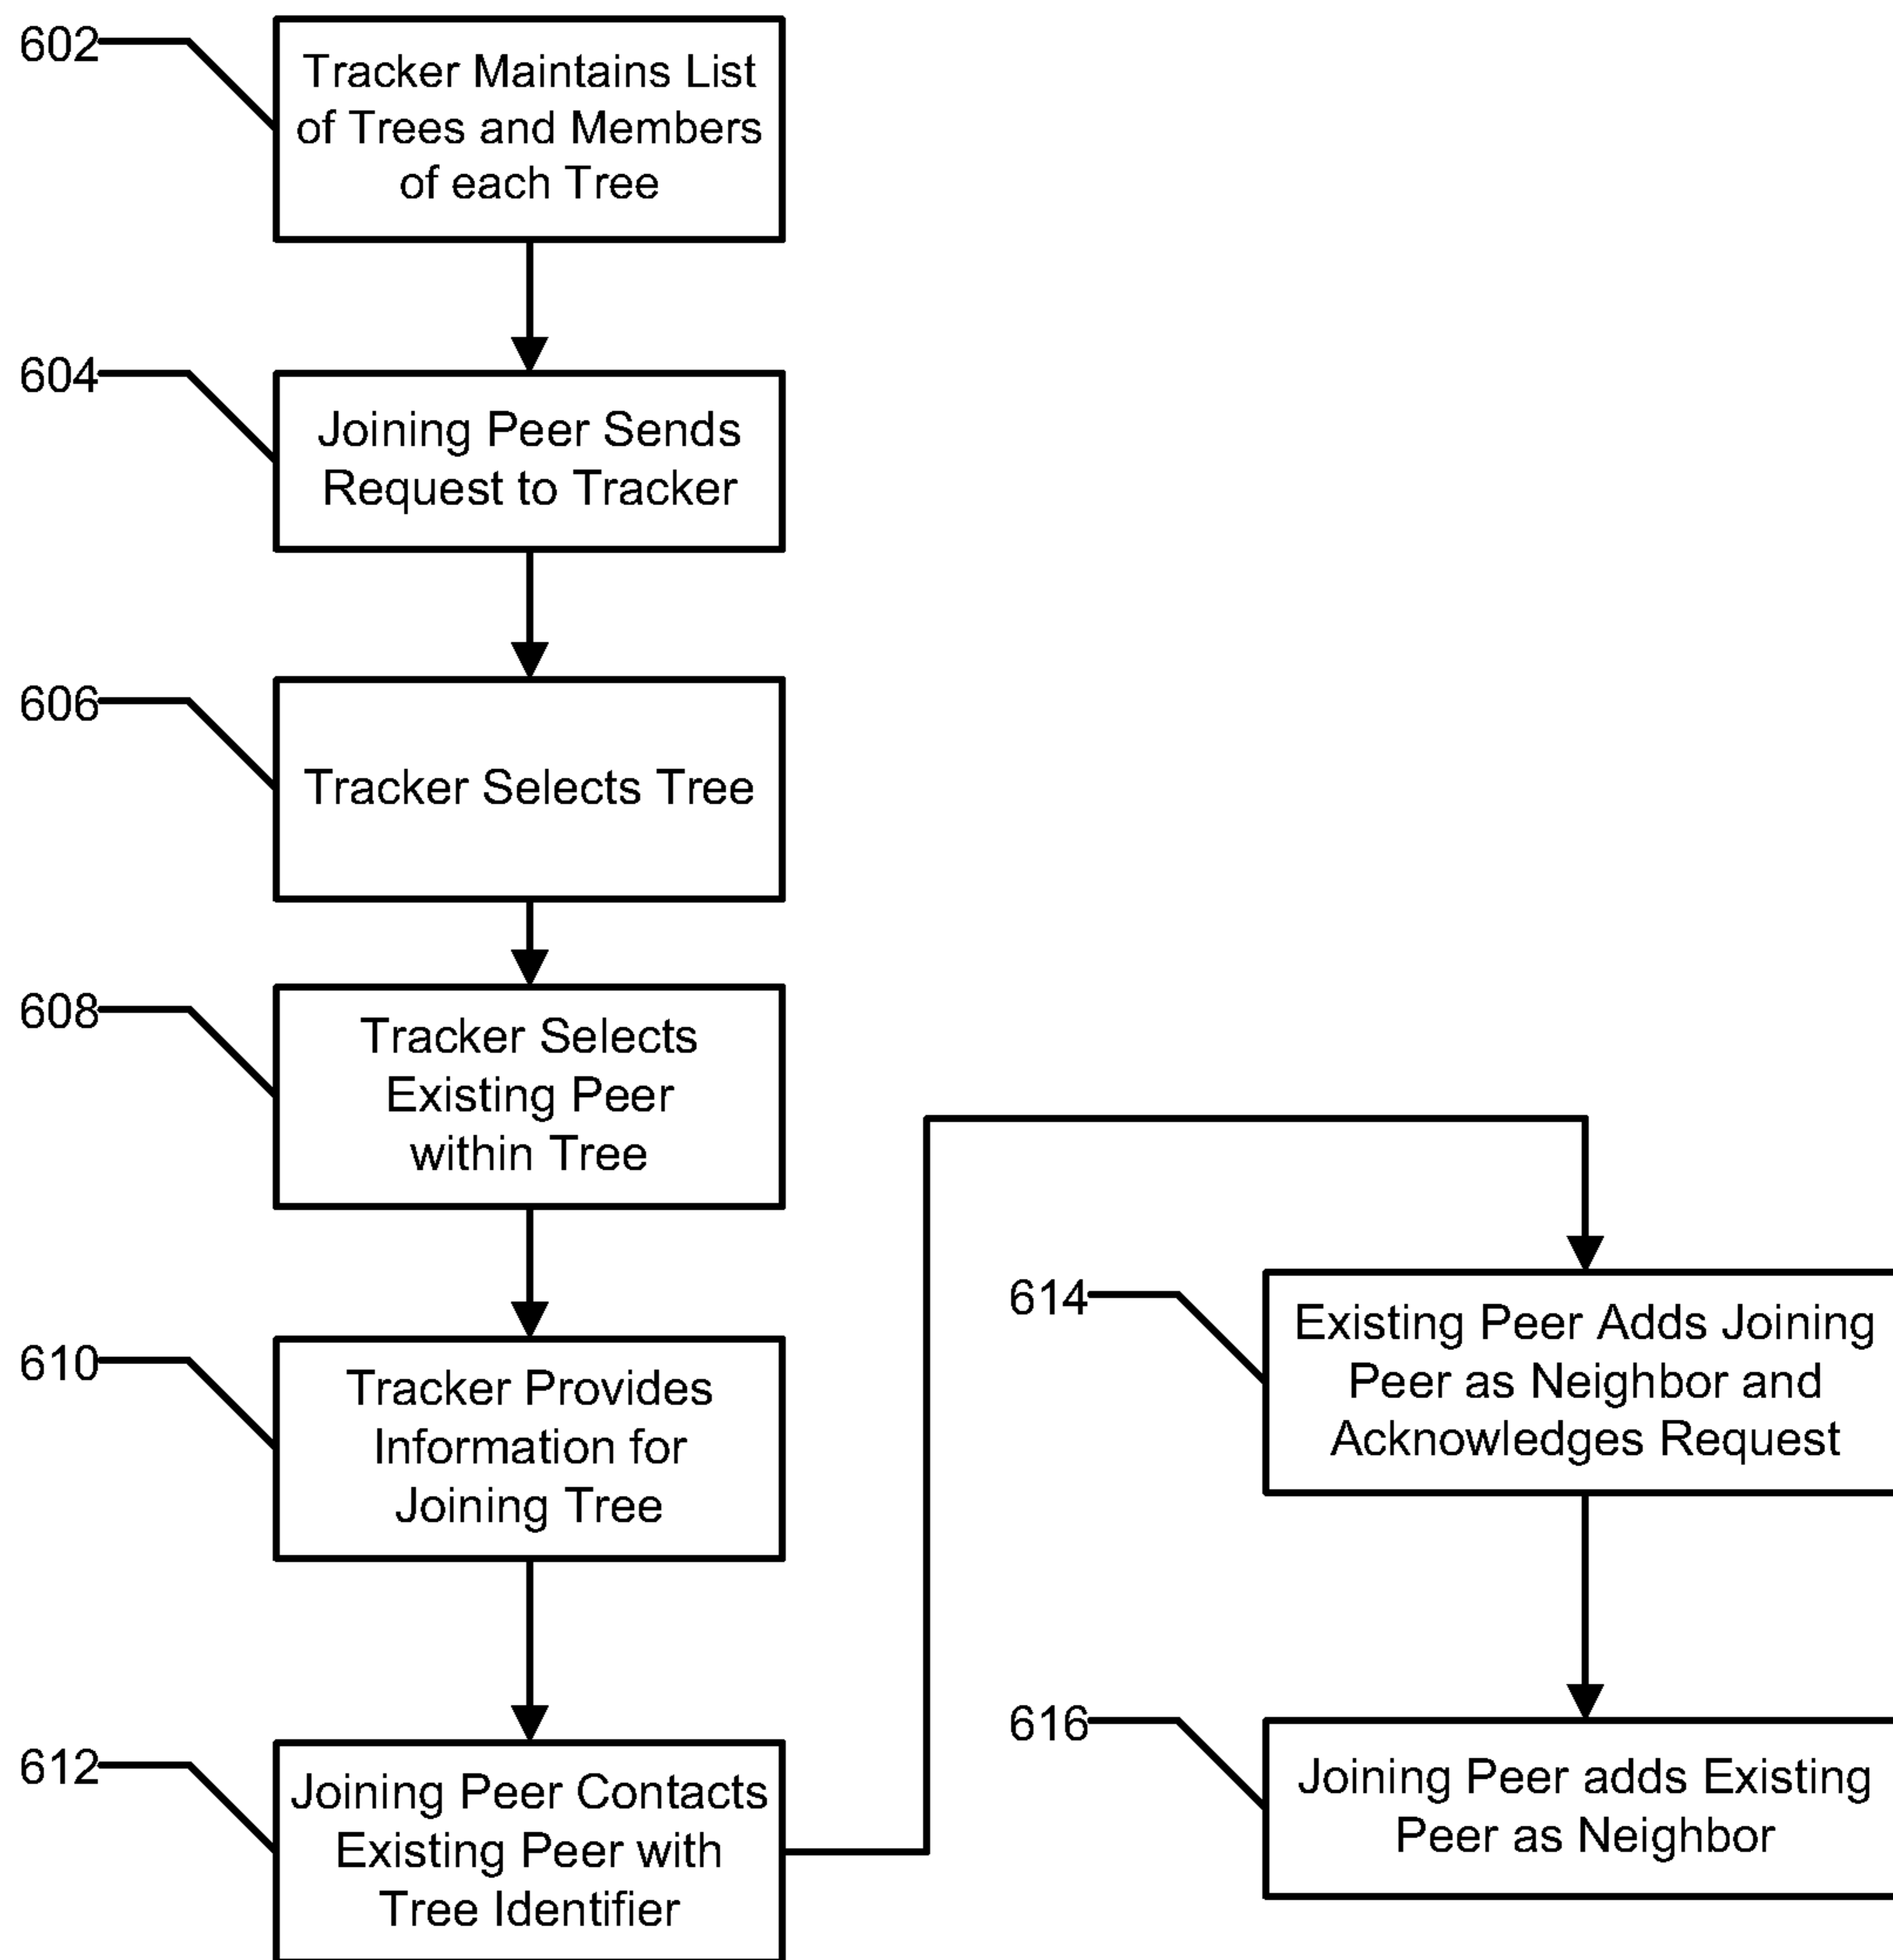 602
Tracker Maintains List
of Trees and Members
of each Tree
604
Joining Peer Sends
Request to Tracker
606
Tracker Selects Tree
608
Tracker Selects
Existing Peer
within Tree
610
Tracker Provides
Information for
Joining Tree
612
Joining Peer Contacts
Existing Peer with
Tree Identifier
614
Existing Peer Adds Joining
Peer as Neighbor and
Acknowledges Request
616
Joining Peer adds Existing
Peer as Neighbor